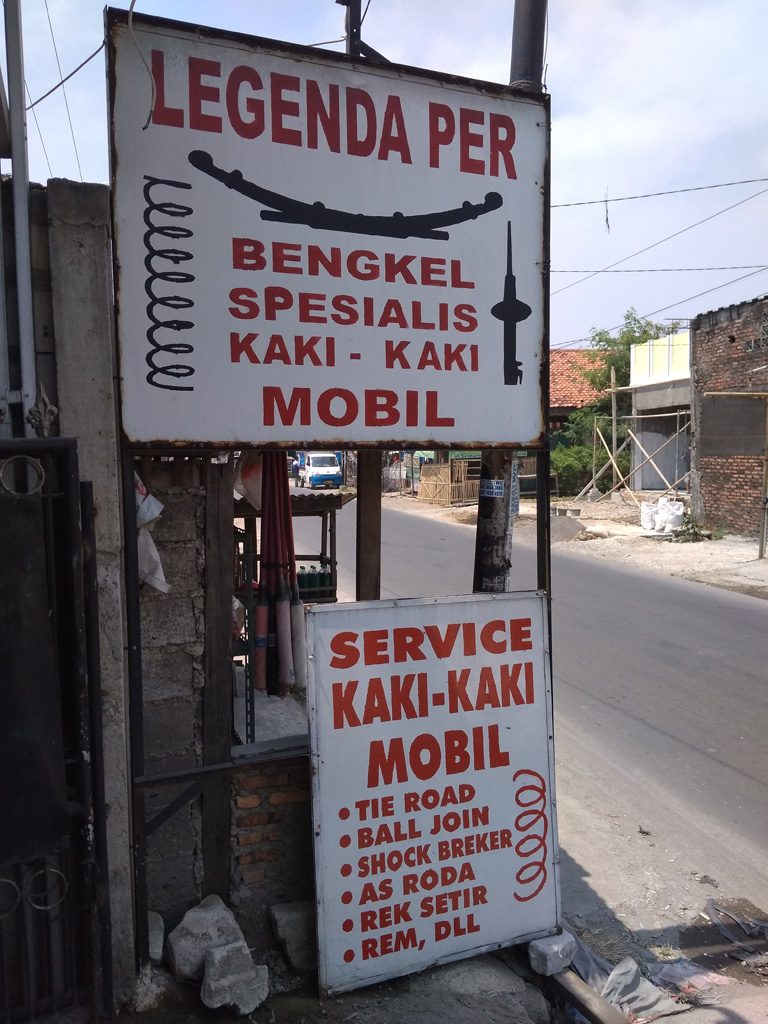 LEGENDA PER
BENGKEL
SPESIALIS
KAKI - KAKI
MOBIL
SERVICE
KAKI-KAKI
MOBIL
• TIE ROAD
• BALL JOIN
• SHOCK BREKER
• AS RODA
• REK SETIR
• REM, DLL